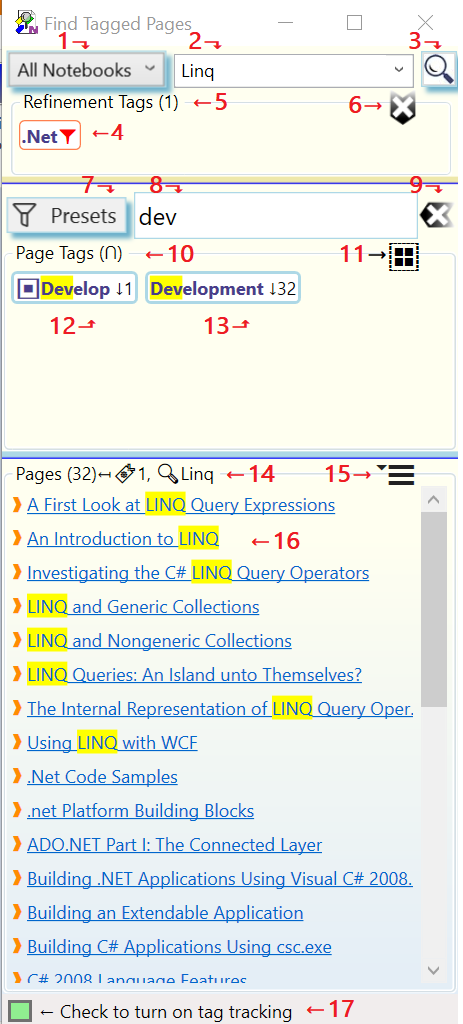 Find Tagged Pages
1→ 2→ 3→
All Notebooks Linq
Refinement Tags (1) ←5 6→
.Net ←4
7→ 8→ 9→
Presets dev
Page Tags (∩) ←10 11→
Develop ↓1 Development ↓32
12→ 13→
Pages (32)↤ 1, Linq ←14 15→
A First Look at LINQ Query Expressions
An Introduction to LINQ ←16
Investigating the C# LINQ Query Operators
LINQ and Generic Collections
LINQ and Nongeneric Collections
LINQ Queries: An Island unto Themselves?
The Internal Representation of LINQ Query Oper.
Using LINQ with WCF
.Net Code Samples
.net Platform Building Blocks
ADO.NET Part I: The Connected Layer
Building .NET Applications Using Visual C# 2008.
Building an Extendable Application
Building C# Applications Using csc.exe
C# 2008 Language Features
← Check to turn on tag tracking ←17